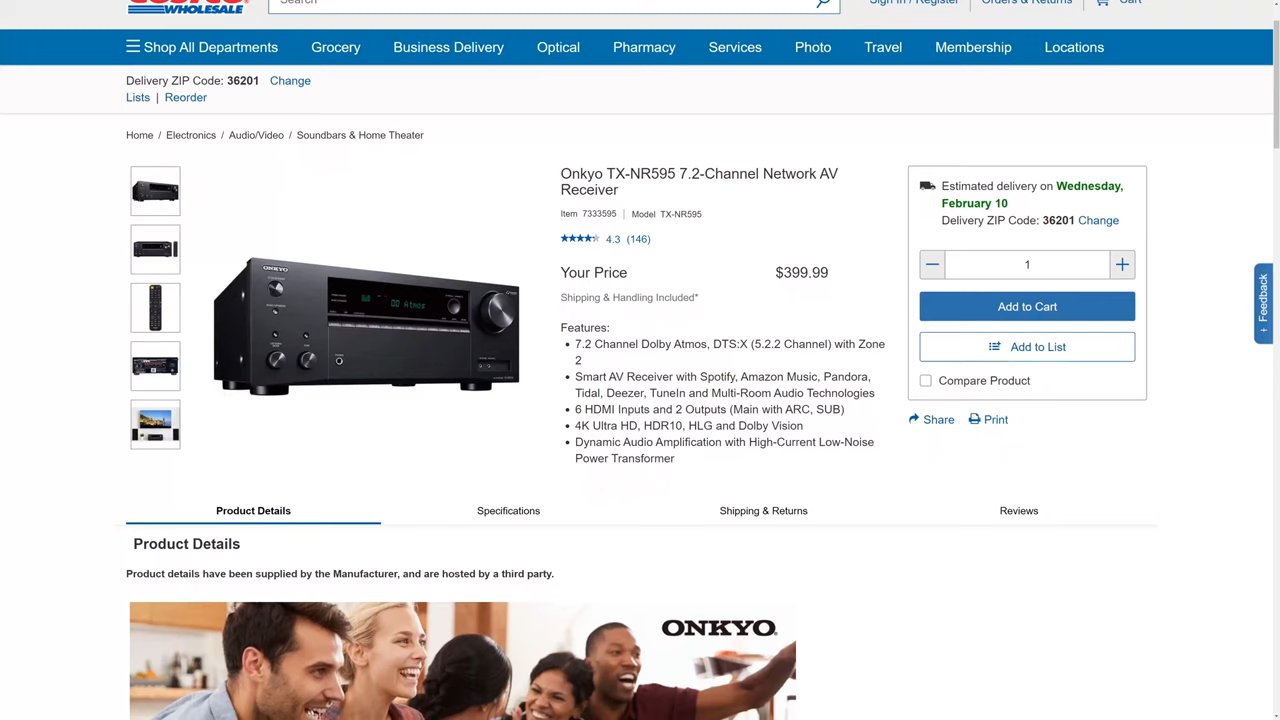 WHOLESALE
Search
Sign In / Register
Orders & Returns
Cart
Shop All Departments
Grocery
Business Delivery
Optical
Pharmacy
Services
Photo
Travel
Membership
Locations
Delivery ZIP Code: 36201 Change
Lists | Reorder
Home / Electronics / Audio/Video / Soundbars & Home Theater
Onkyo TX-NR595 7.2-Channel Network AV
Receiver
Item 7333595 | Model TX-NR595
4.3 (146)
Your Price $399.99
Shipping & Handling Included*
Features:
• 7.2 Channel Dolby Atmos, DTS:X (5.2.2 Channel) with Zone
2
• Smart AV Receiver with Spotify, Amazon Music, Pandora,
Tidal, Deezer, TuneIn and Multi-Room Audio Technologies
• 6 HDMI Inputs and 2 Outputs (Main with ARC, SUB)
• 4K Ultra HD, HDR10, HLG and Dolby Vision
• Dynamic Audio Amplification with High-Current Low-Noise
Power Transformer
Estimated delivery on Wednesday,
February 10
Delivery ZIP Code: 36201 Change
1
Add to Cart
Add to List
Compare Product
Share
Print
+ Feedback
ONKYO
DD Atmos
Product Details
Specifications
Shipping & Returns
Reviews
Product Details
Product details have been supplied by the Manufacturer, and are hosted by a third party.
ONKYO